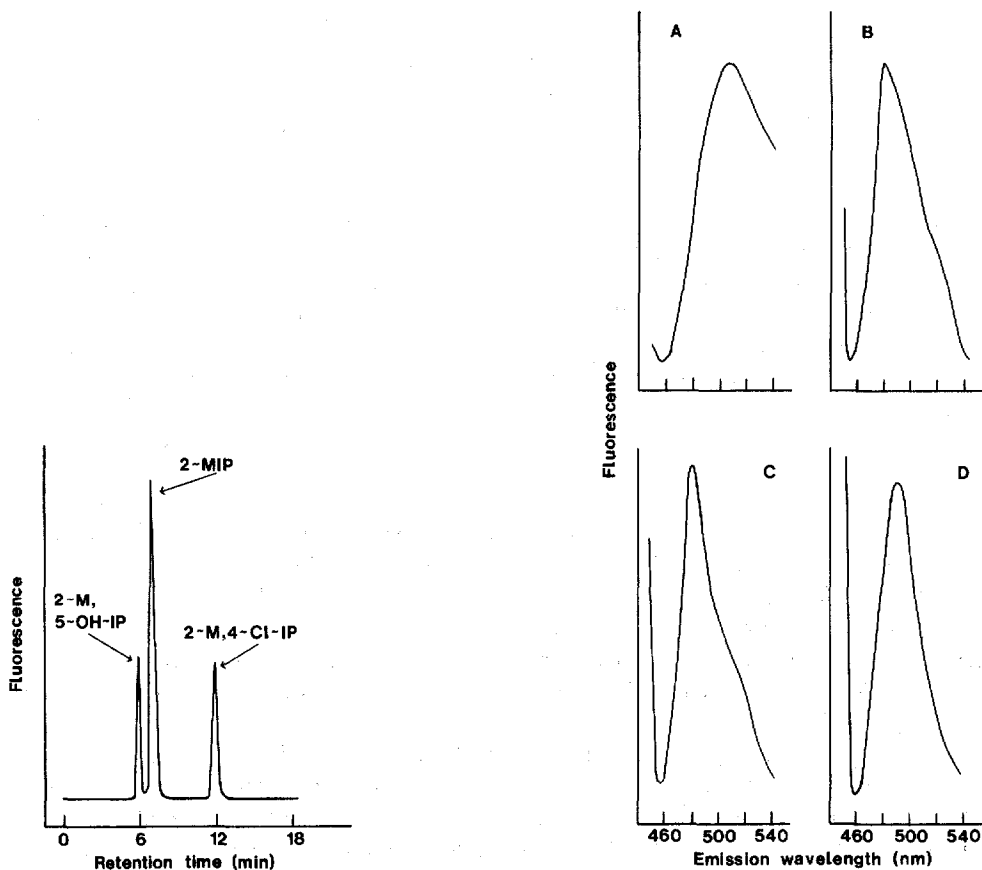 2-MIP
2-M,
5-OH-IP
2-M,4-Cl-IP
Fluorescence
0 6 12 18
Retention time (min)
A
B
C
D
Fluorescence
460 500 540 460 500 540
Emission wavelength (nm)